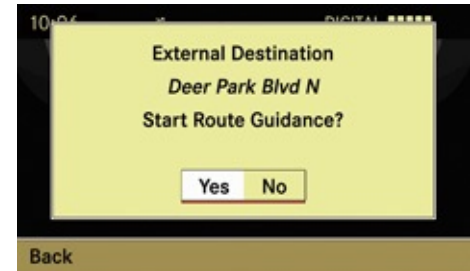 External Destination
Deer Park Blvd N
Start Route Guidance?
Yes No
Back